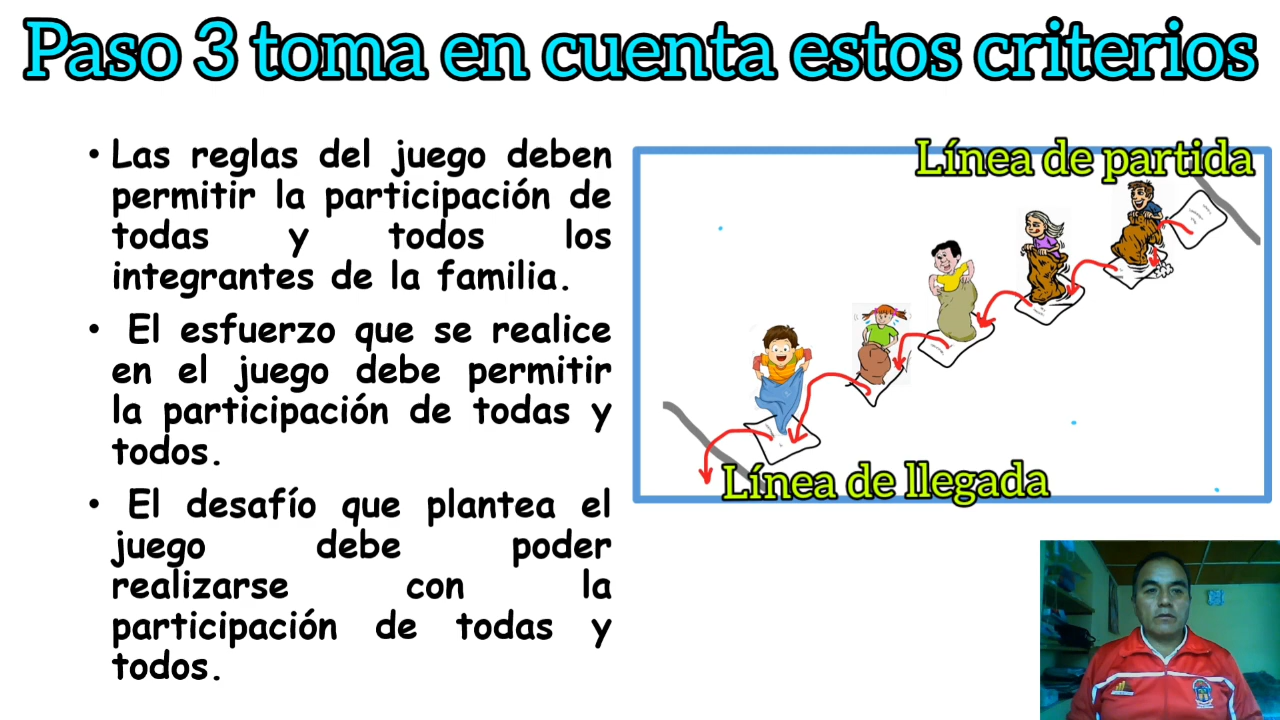 Paso 3 toma en cuenta estos criterios
• Las reglas del juego deben
permitir la participación de
todas y todos los
integrantes de la familia.
• El esfuerzo que se realice
en el juego debe permitir
la participación de todas y
todos.
• El desafío que plantea el
juego debe poder
realizarse con la
participación de todas y
todos.
Línea de partida
Línea de llegada